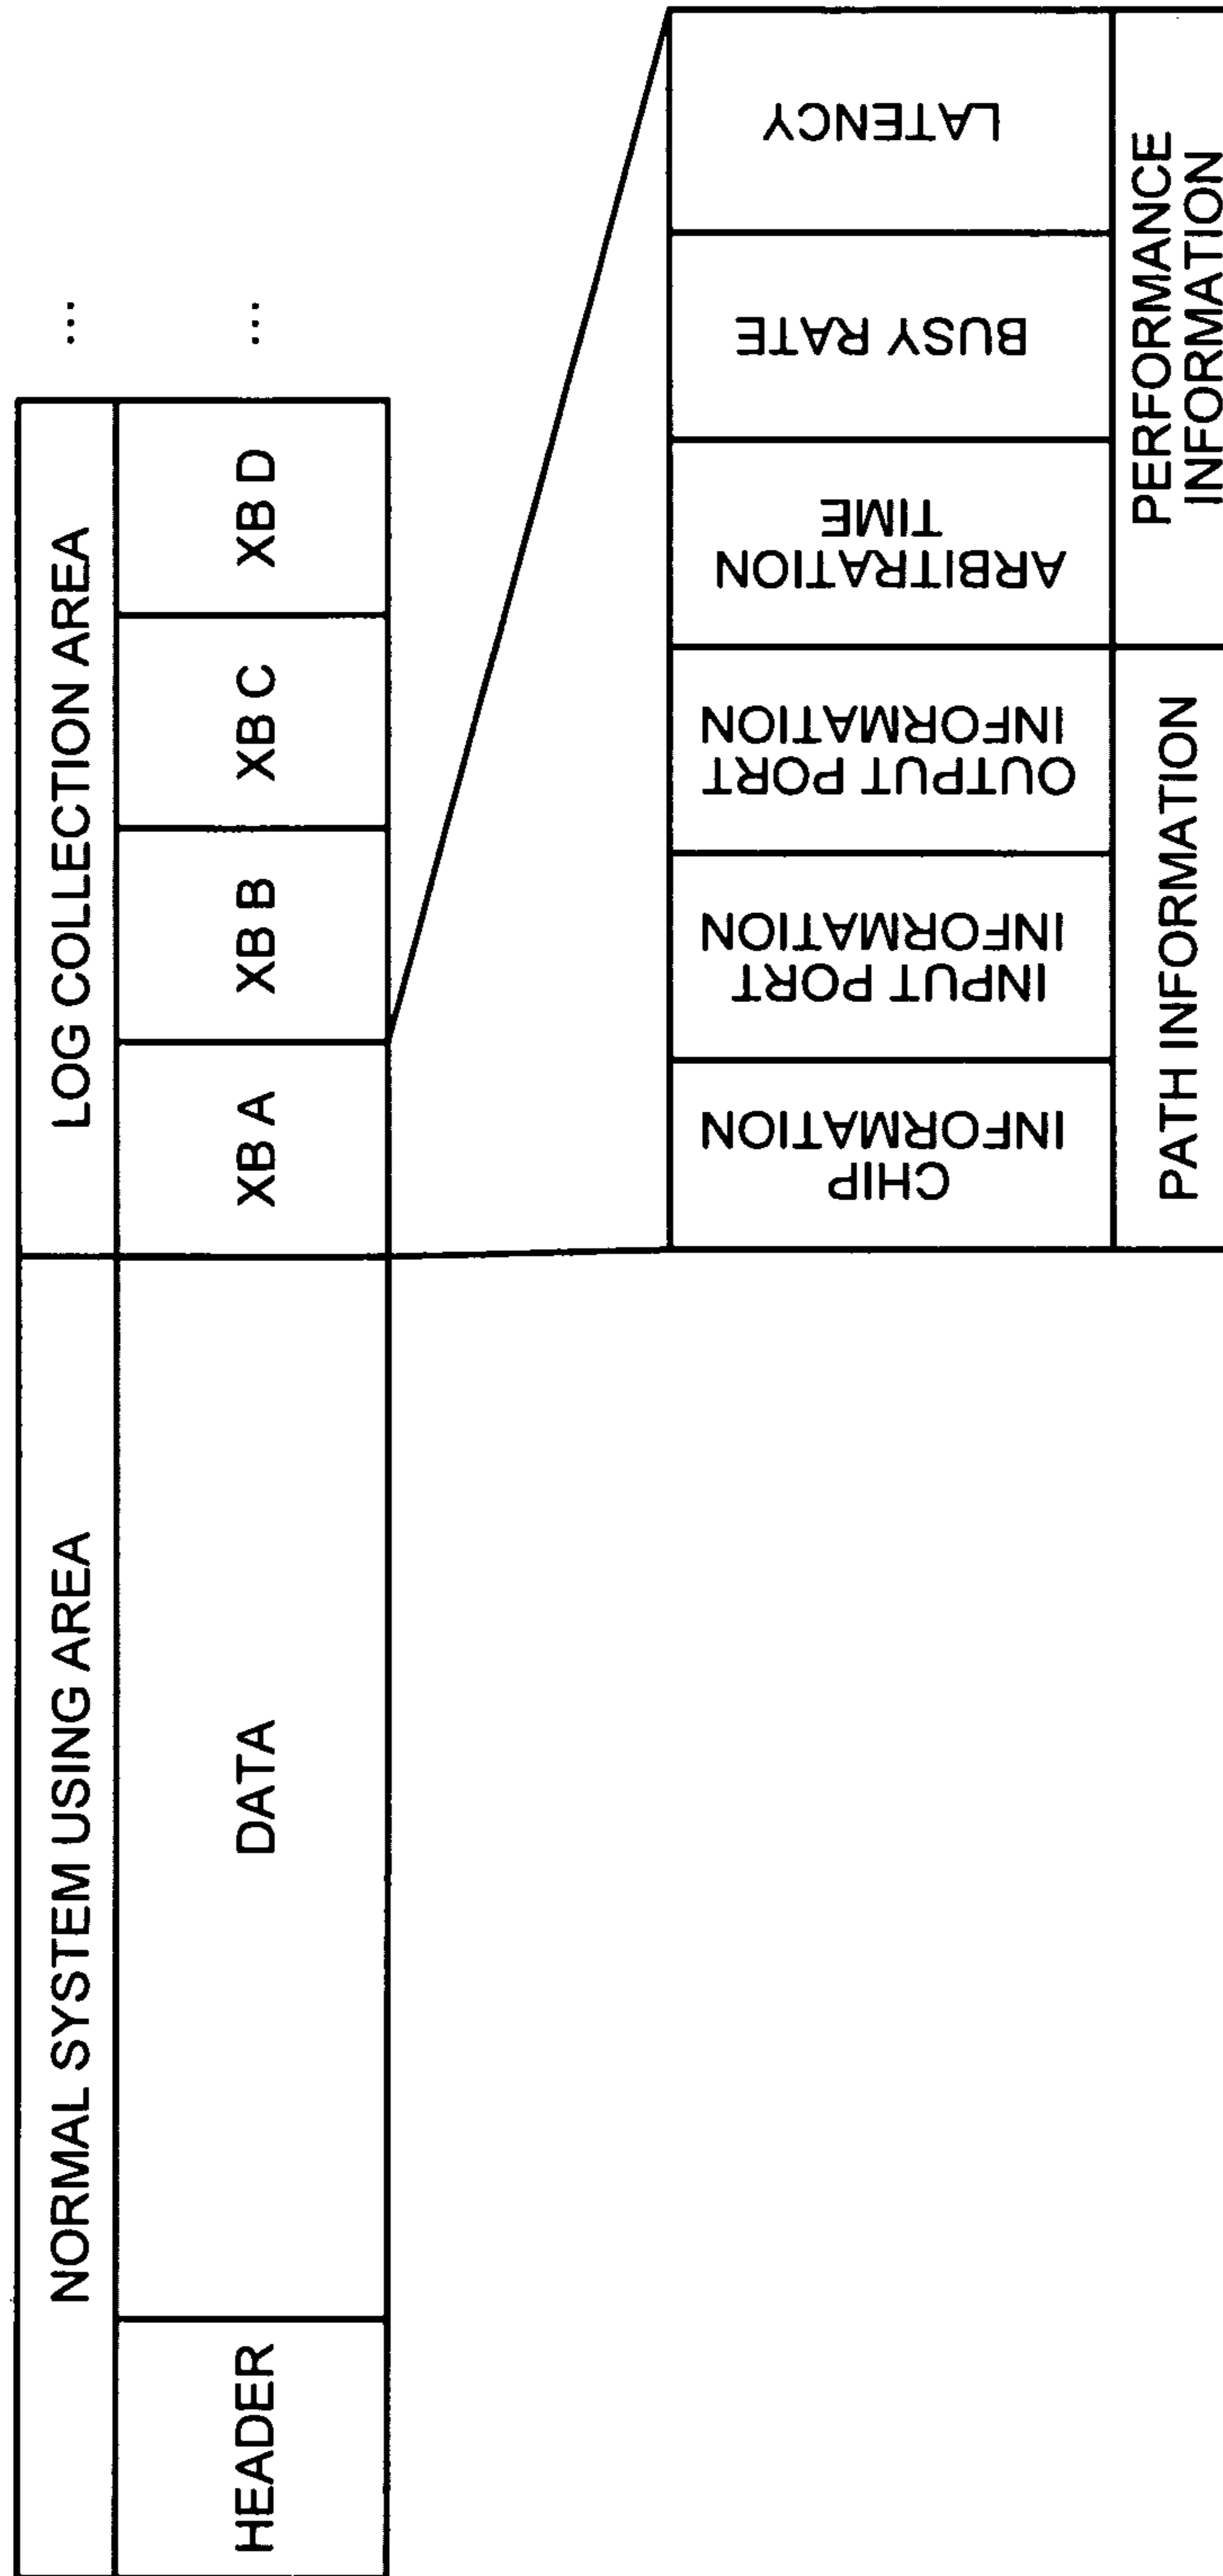 NORMAL SYSTEM USING AREA
LOG COLLECTION AREA
...
HEADER
DATA
XB A
XB B
XB C
XB D
...
CHIP
INFORMATION
INPUT PORT
INFORMATION
OUTPUT PORT
INFORMATION
ARBITRATION
TIME
BUSY RATE
LATENCY
PATH INFORMATION
PERFORMANCE
INFORMATION